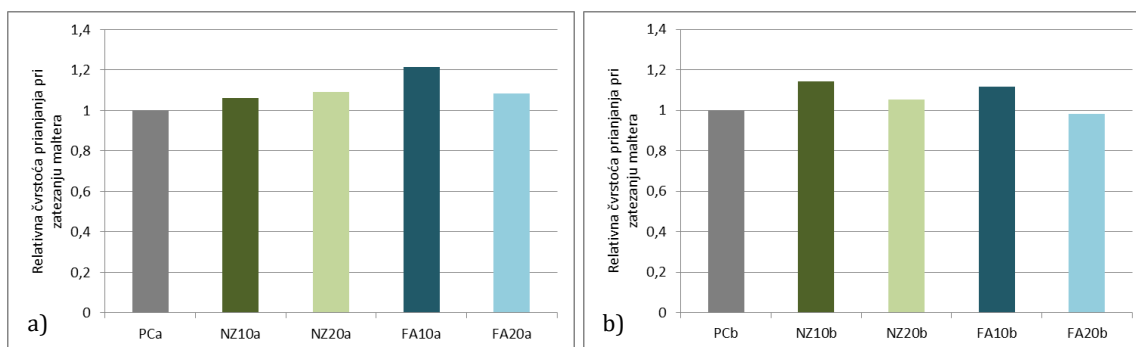 Relativna čvrstoća prianjanja pri
zatezanju maltera
1,4
1,2
1
0,8
0,6
0,4
0,2
0
PCa NZ10a NZ20a FA10a FA20a
a)
Relativna čvrstoća prianjanja pri
zatezanju maltera
1,4
1,2
1
0,8
0,6
0,4
0,2
0
PCb NZ10b NZ20b FA10b FA20b
b)